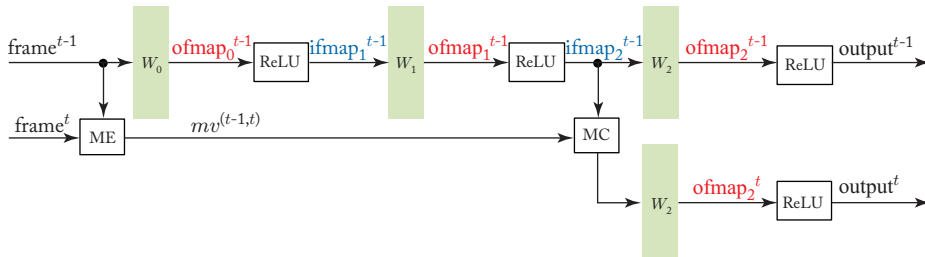 frame^{t-1} W_0 ofmap_0^{t-1} ReLU ifmap_1^{t-1} W_1 ofmap_1^{t-1} ReLU ifmap_2^{t-1} W_2 ofmap_2^{t-1} ReLU output^{t-1}
frame^t ME mv^{(t-1,t)} MC
W_2 ofmap_2^t ReLU output^t